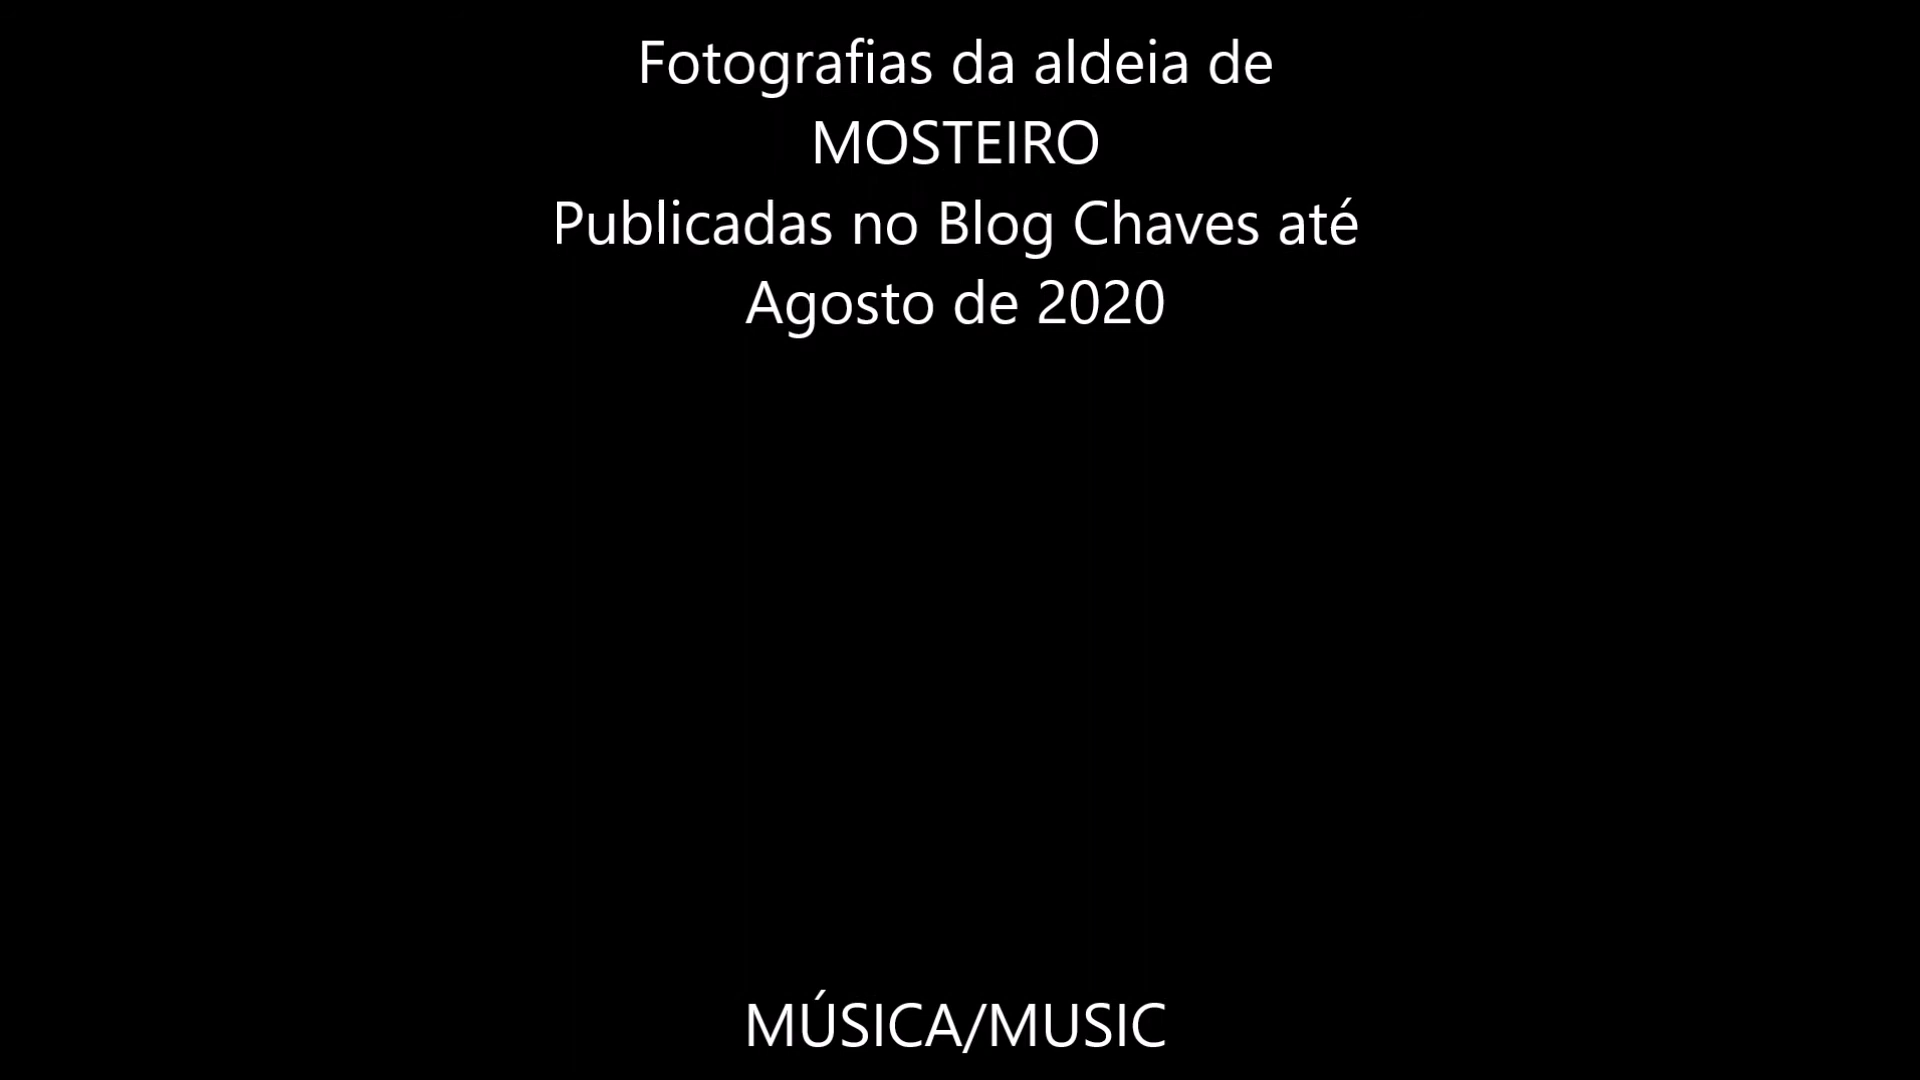 Fotografias da aldeia de
MOSTEIRO
Publicadas no Blog Chaves até
Agosto de 2020
MÚSICA/MUSIC